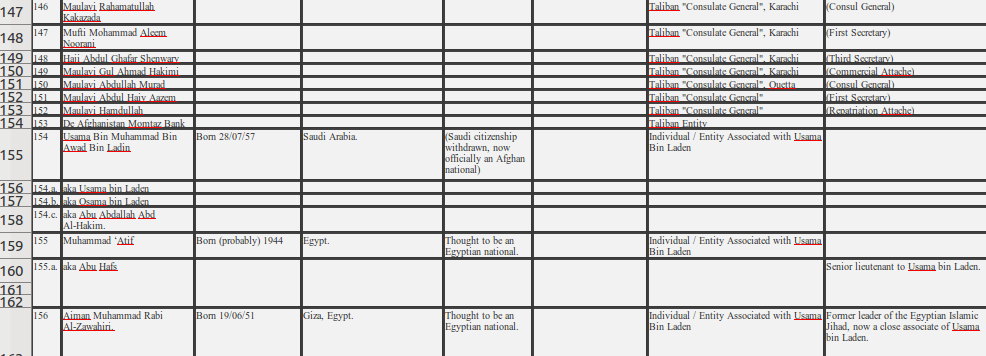 147 146 Maulavi Rahamatullah Taliban "Consulate General", Karachi (Consul General)
Kakazada
148 147 Mufti Mohammad Aleem Taliban "Consulate General", Karachi (First Secretary)
Noorani
149 148 Haji Abdul Ghafar Shenwary Taliban "Consulate General", Karachi (Third Secretary)
150 149 Maulavi Gul Ahmad Hakimi Taliban "Consulate General", Karachi (Commercial Attache)
151 150 Maulavi Abdullah Murad Taliban "Consulate General", Quetta (Consul General)
152 151 Maulavi Abdul Haiy Aazem Taliban "Consulate General" (First Secretary)
153 152 Maulavi Hamdullah Taliban "Consulate General" (Repatriation Attache)
154 153 De Afghanistan Momtaz Bank Taliban Entity
155 154 Usama Bin Muhammad Bin Born 28/07/57 Saudi Arabia. (Saudi citizenship Individual / Entity Associated with Usama
Awad Bin Ladin withdrawn, now Bin Laden
officially an Afghan
national)
156 154.a. aka Usama bin Laden
157 154.b. aka Osama bin Laden
158 154.c. aka Abu Abdallah Abd
Al-Hakim.
159 155 Muhammad ‘Atif Born (probably) 1944 Egypt. Thought to be an Individual / Entity Associated with Usama
Egyptian national. Bin Laden
160 155.a. aka Abu Hafs Senior lieutenant to Usama bin Laden.
161
162
156 Aiman Muhammad Rabi Born 19/06/51 Giza, Egypt. Thought to be an Individual / Entity Associated with Usama Former leader of the Egyptian Islamic
Al-Zawahiri. Egyptian national. Bin Laden Jihad, now a close associate of Usama
bin Laden.